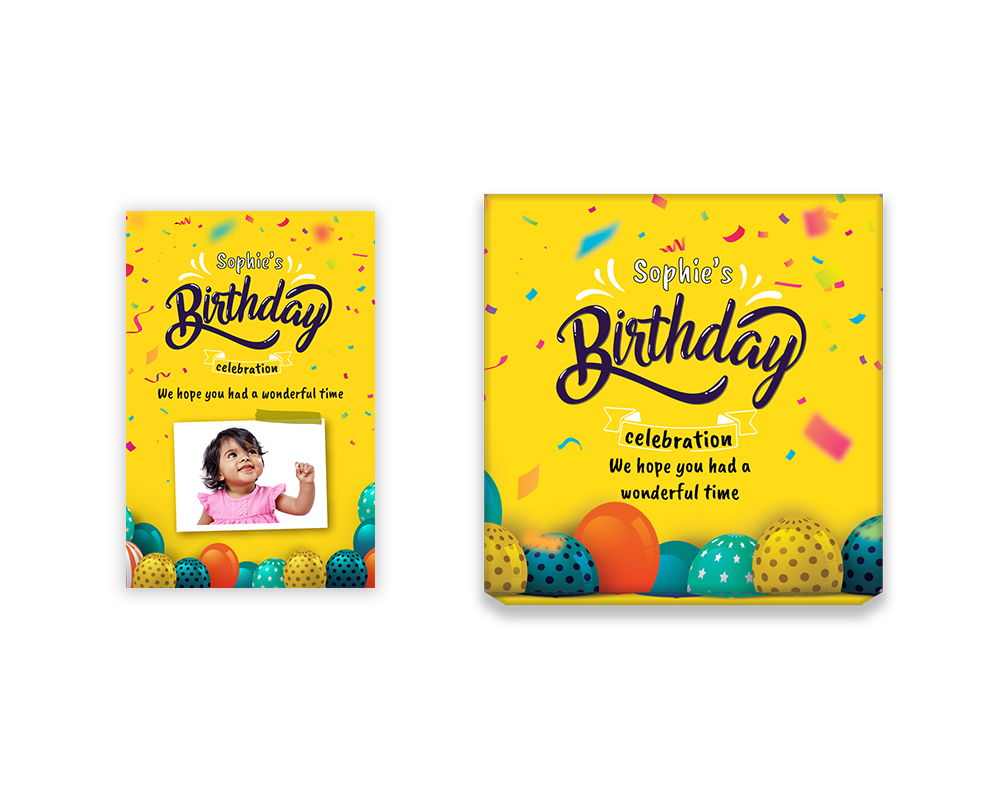 Sophie's
Birthday
celebration
We hope you had a wonderful time
Sophie's
Birthday
celebration
We hope you had a
wonderful time